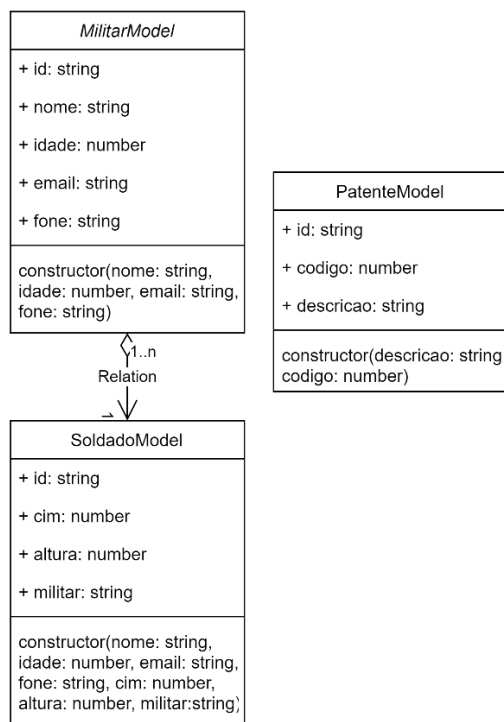 MilitarModel
+ id: string
+ nome: string
+ idade: number
+ email: string
+ fone: string
constructor(nome: string,
idade: number, email: string,
fone: string)
1..n
Relation
1
SoldadoModel
+ id: string
+ cim: number
+ altura: number
+ militar: string
constructor(nome: string,
idade: number, email: string,
fone: string, cim: number,
altura: number, militar:string)
PatenteModel
+ id: string
+ codigo: number
+ descricao: string
constructor(descricao: string
codigo: number)